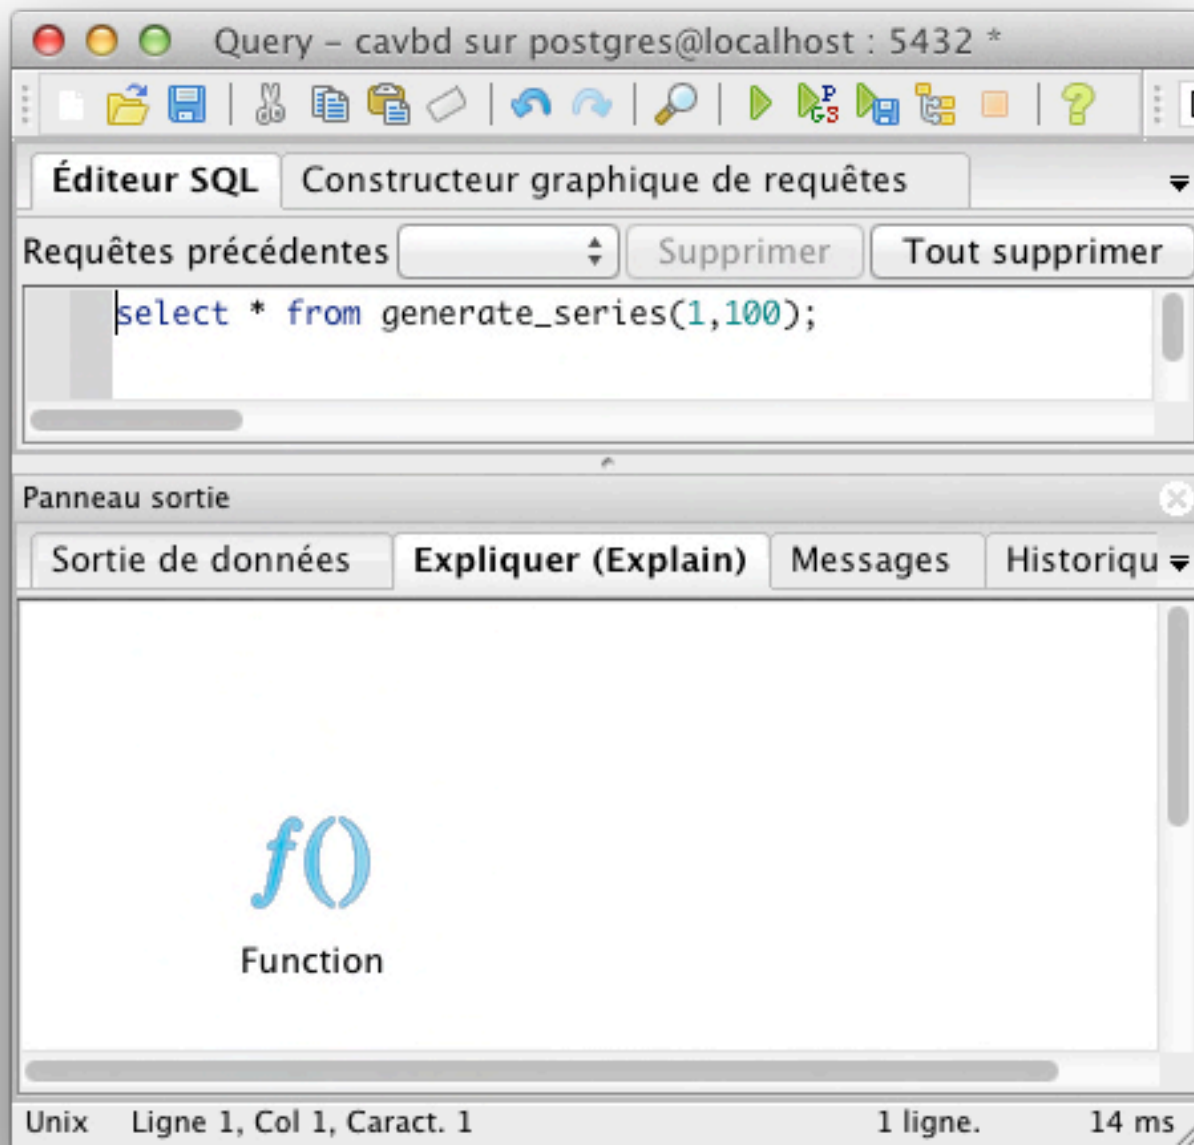 Query – cavbd sur postgres@localhost : 5432 *
Éditeur SQL Constructeur graphique de requêtes
Requêtes précédentes Supprimer Tout supprimer
select * from generate_series(1,100);
Panneau sortie
Sortie de données Expliquer (Explain) Messages Historiqu
f()
Function
Unix Ligne 1, Col 1, Caract. 1 1 ligne. 14 ms